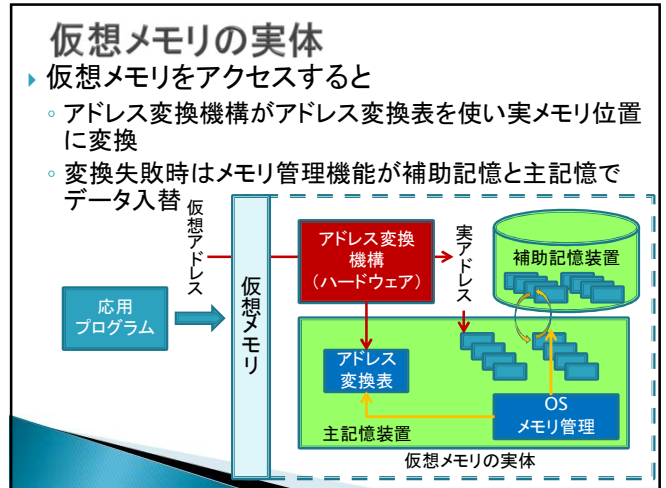 仮想メモリの実体
仮想メモリをアクセスすると
アドレス変換機構がアドレス変換表を使い実メモリ位置
に変換
変換失敗時はメモリ管理機能が補助記憶と主記憶で
データ入替
仮想アドレス
応用
プログラム
仮想メモリ
アドレス変換
機構
(ハードウェア)
実アドレス
補助記憶装置
アドレス
変換表
OS
メモリ管理
主記憶装置
仮想メモリの実体